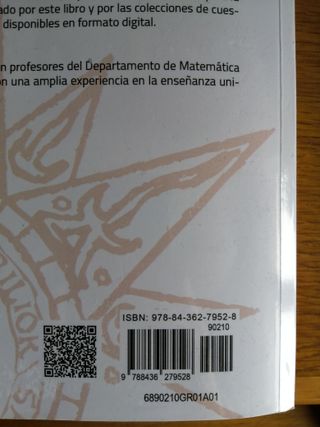 ado por este libro y por las colecciones de cues-
disponibles en formato digital.
n profesores del Departamento de Matemática
on una amplia experiencia en la enseñanza uni-
ISBN: 978-84-362-7952-8
90210
9 788436 279528
6890210GR01A01